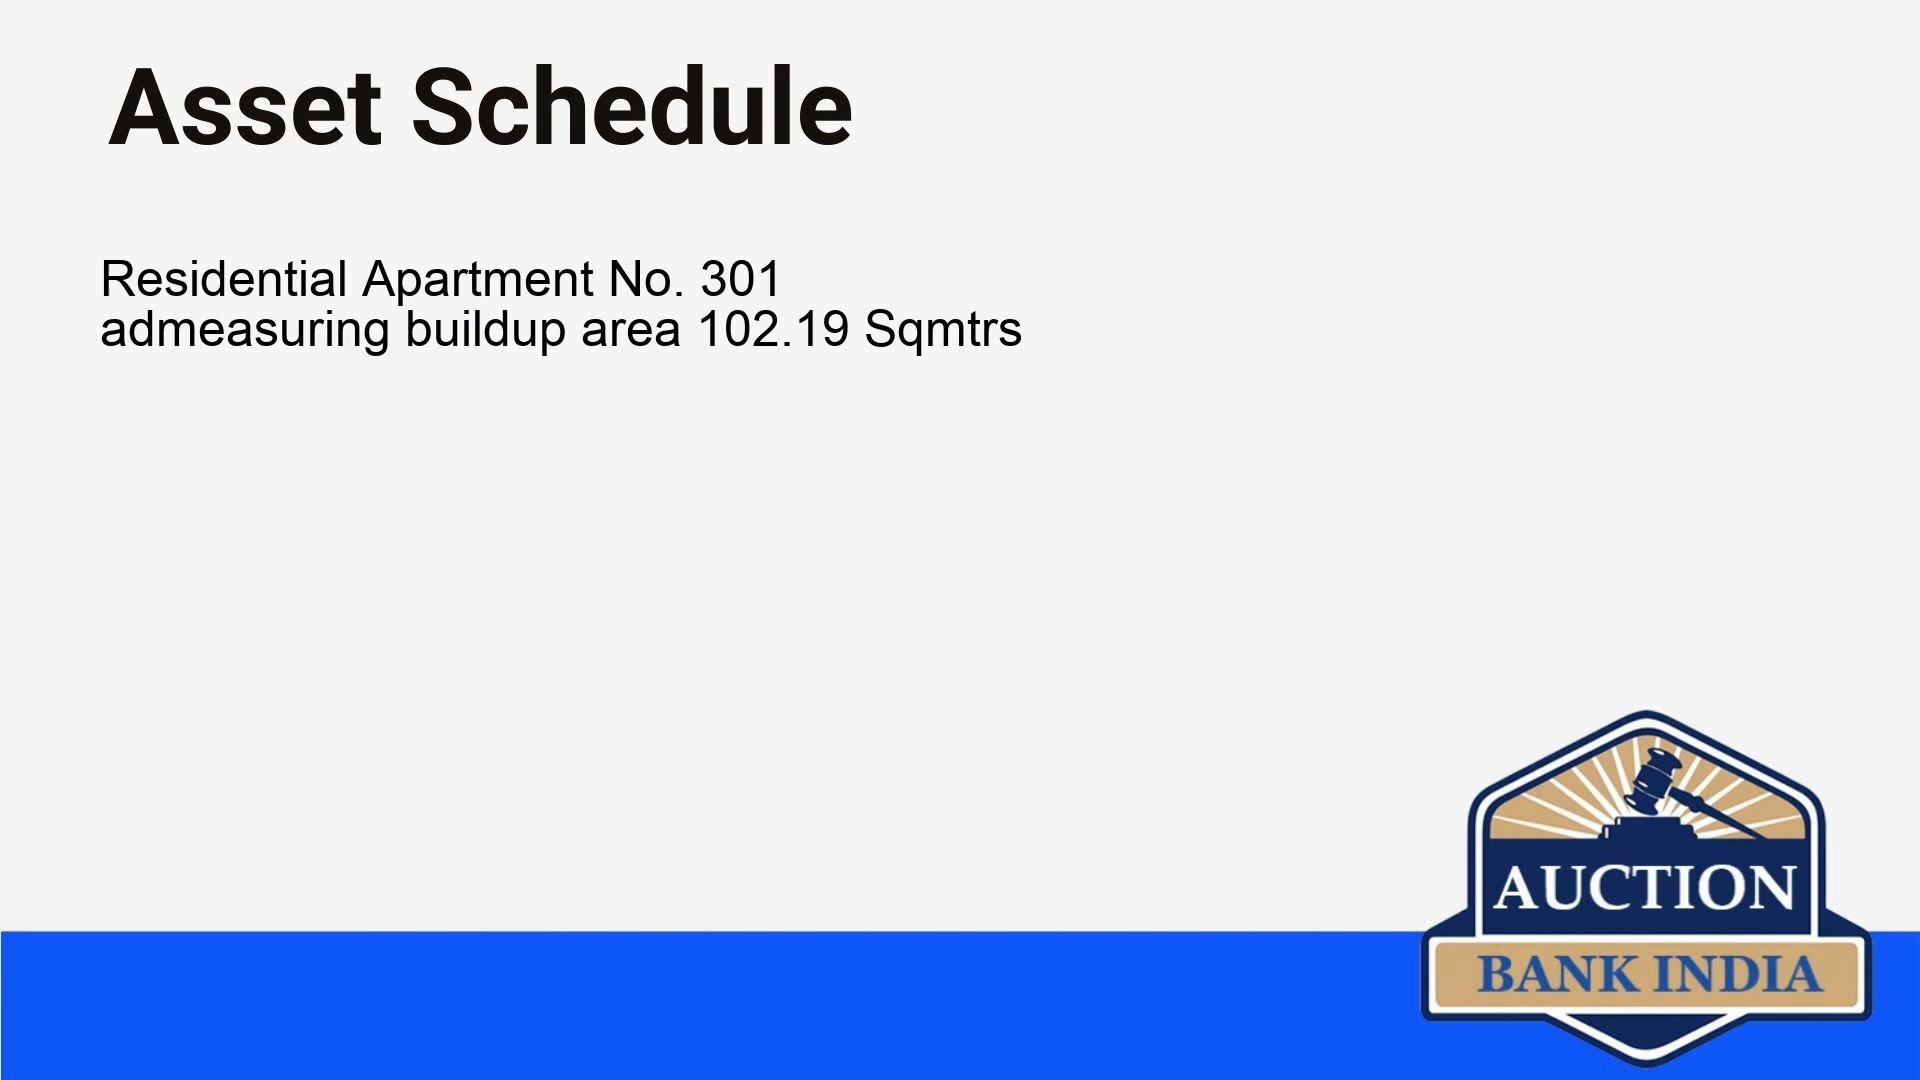 Asset Schedule
Residential Apartment No. 301
admeasuring buildup area 102.19 Sqmtrs
AUCTION
BANK INDIA